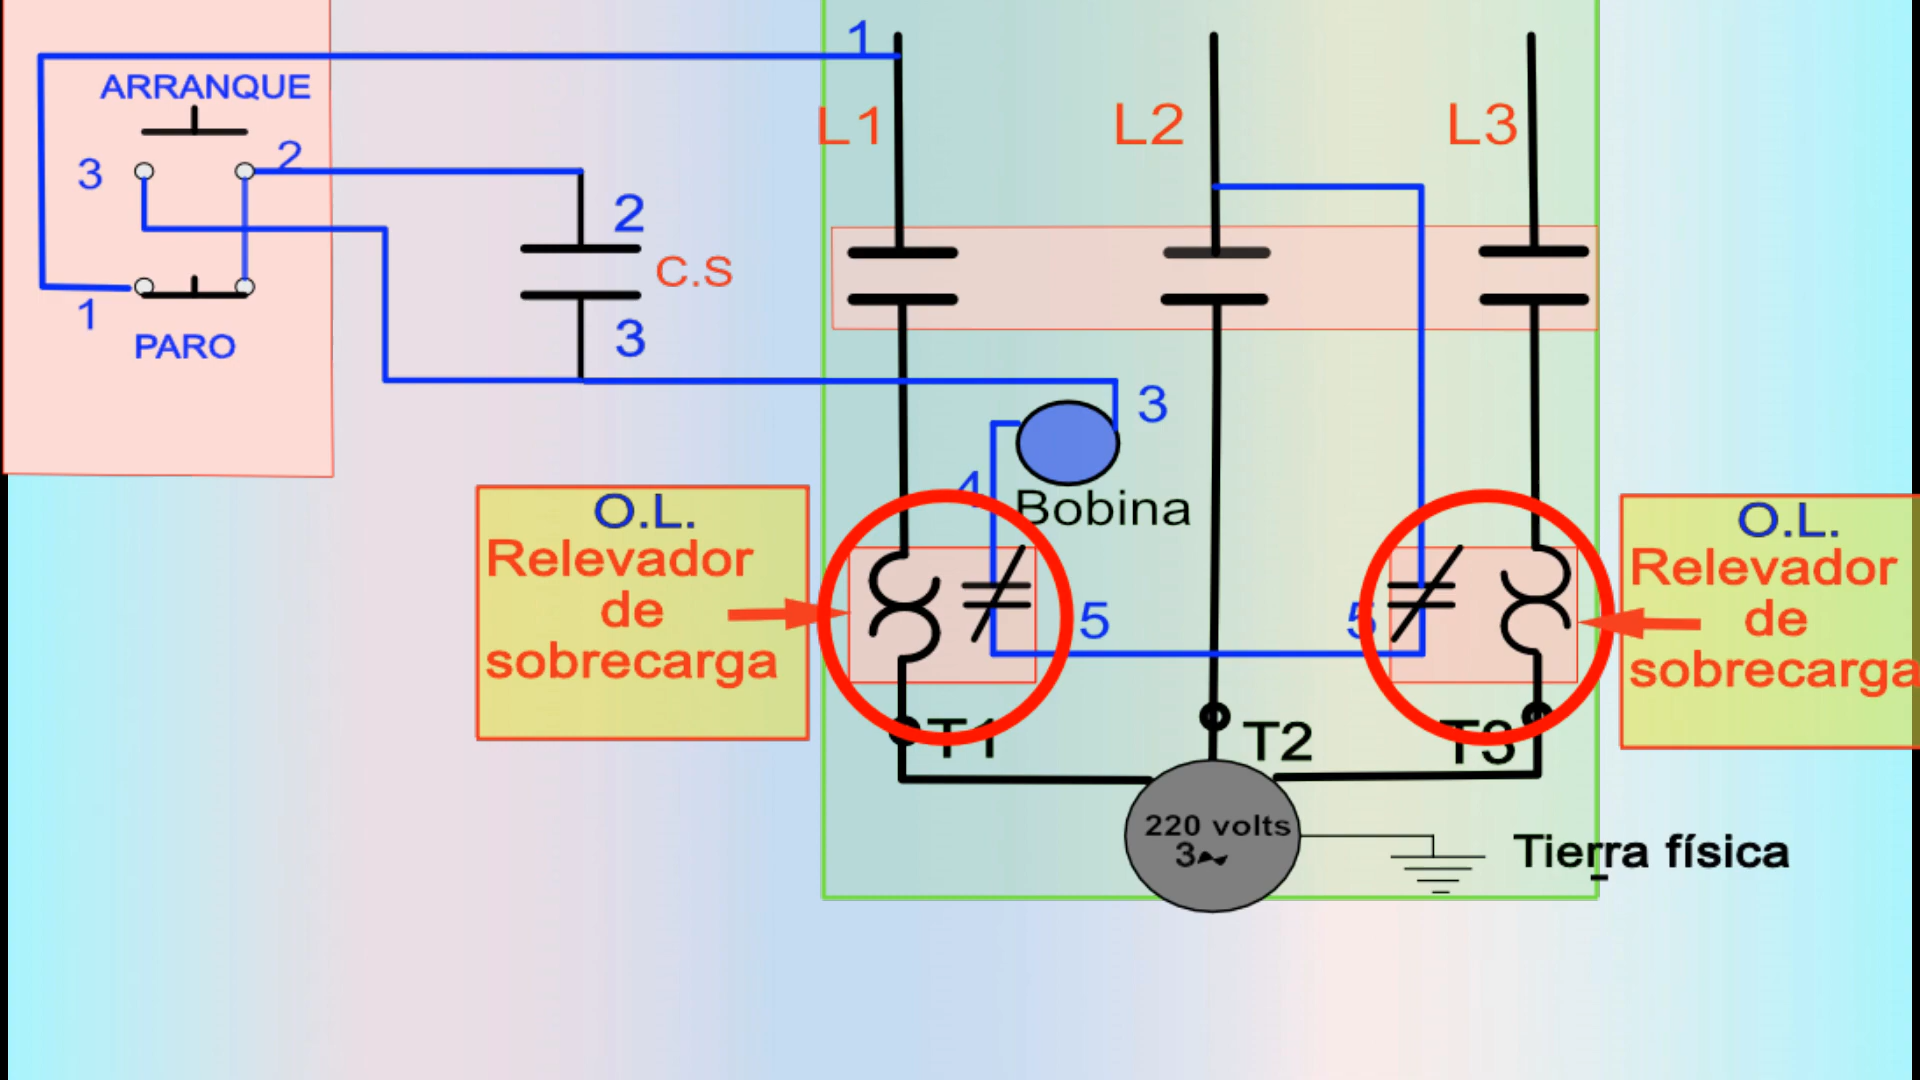 1
ARRANQUE
L1
L2
L3
3
2
2
C.S
1
3
PARO
3
4
Bobina
O.L.
Relevador
de
sobrecarga
O.L.
Relevador
de
sobrecarga
5
5
T1
T2
T3
220 volts
3~
Tierra física